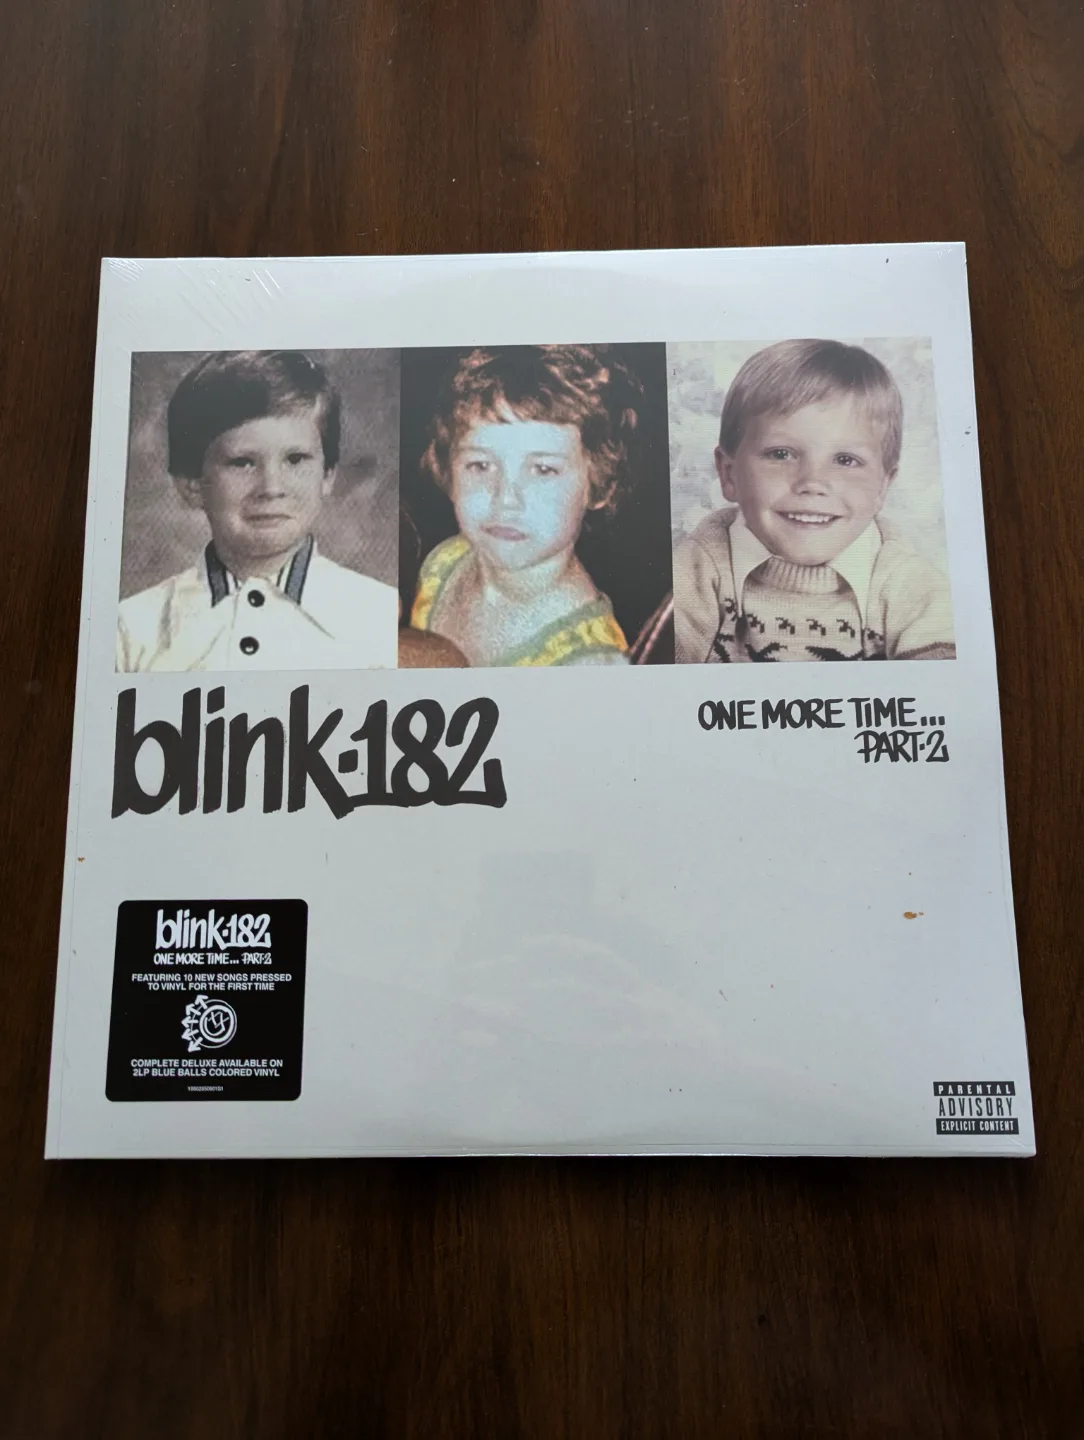 blink-182
ONE MORE TIME...
PART-2
blink-182
ONE MORE TIME... PART-2
FEATURING 10 NEW SONGS PRESSED
TO VINYL FOR THE FIRST TIME
COMPLETE DELUXE AVAILABLE ON
2LP BLUE BALLS COLORED VINYL
PARENTAL
ADVISORY
EXPLICIT CONTENT